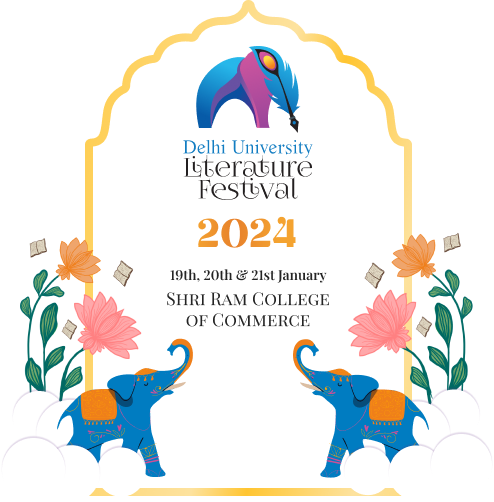 Delhi University
Literature
Festival
2024
19th, 20th & 21st January
Shri Ram College
of Commerce